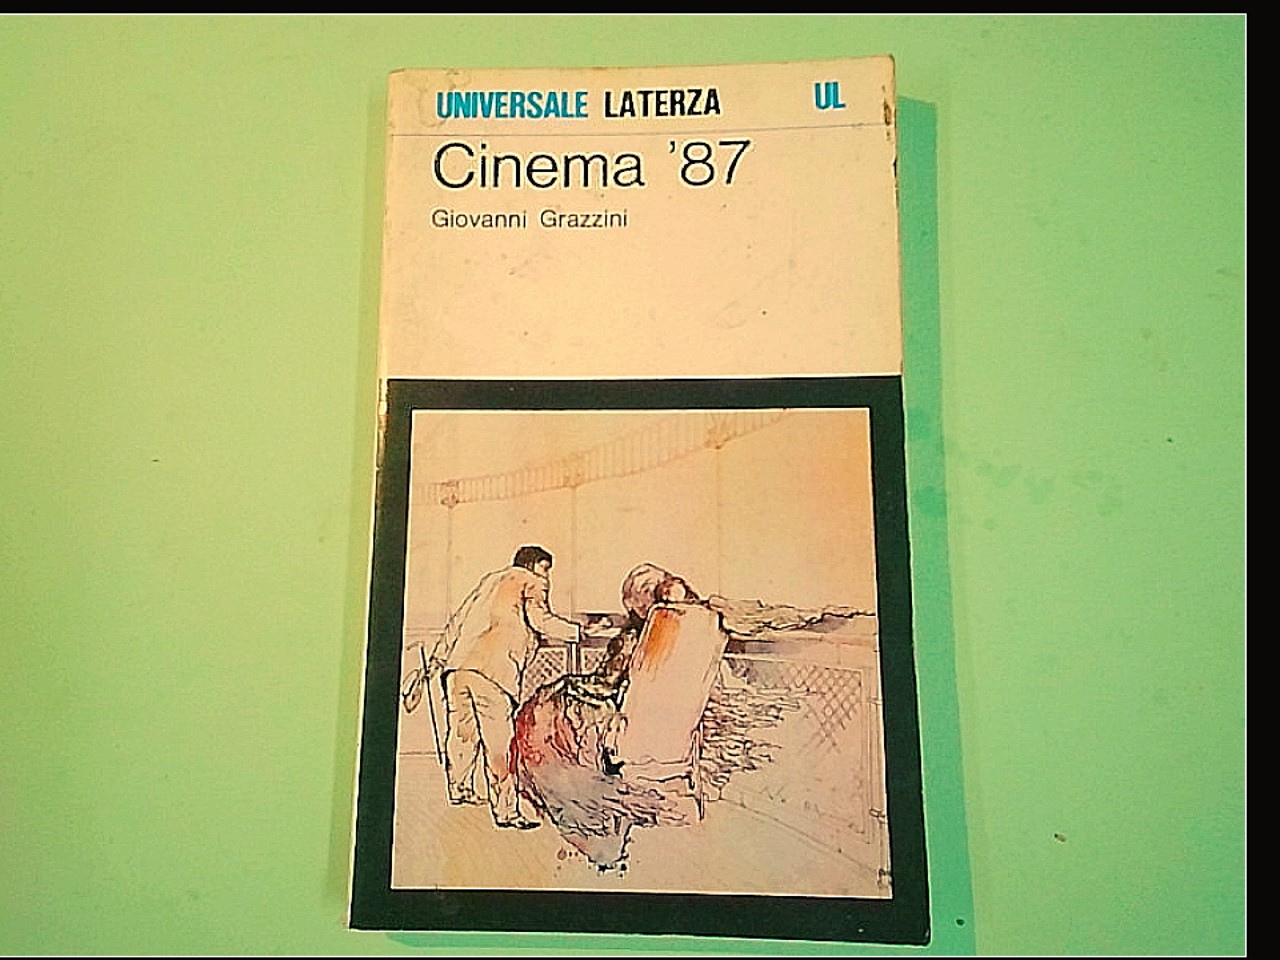 UNIVERSALE LATERZA UL
Cinema '87
Giovanni Grazzini